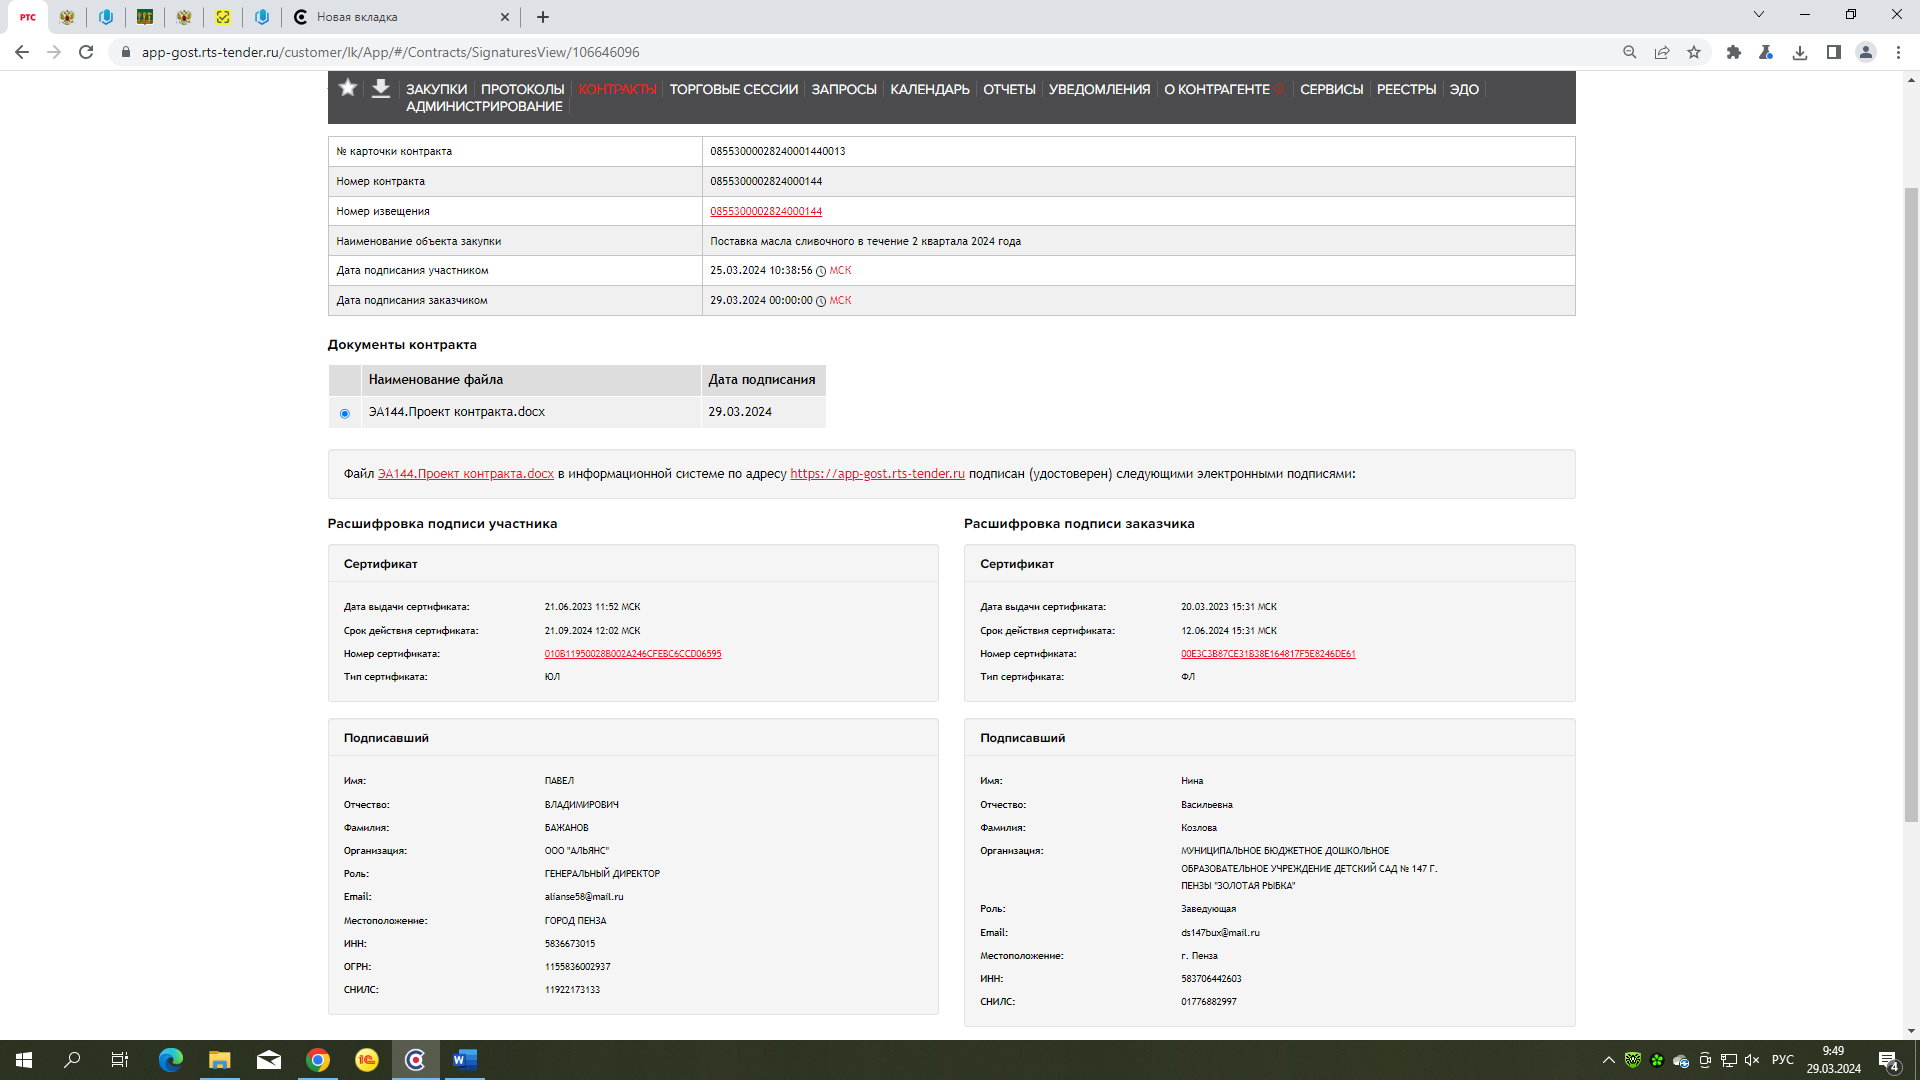 РТС
Новая вкладка
app-gost.rts-tender.ru/customer/lk/App/#/Contracts/SignaturesView/106646096
ЗАКУПКИ ПРОТОКОЛЫ КОНТРАКТЫ ТОРГОВЫЕ СЕССИИ ЗАПРОСЫ КАЛЕНДАРЬ ОТЧЕТЫ УВЕДОМЛЕНИЯ О КОНТРАГЕНТЕ СЕРВИСЫ РЕЕСТРЫ ЭДО
АДМИНИСТРИРОВАНИЕ
№ карточки контракта 08553000028240001440013
Номер контракта 0855300002824000144
Номер извещения 0855300002824000144
Наименование объекта закупки Поставка масла сливочного в течение 2 квартала 2024 года
Дата подписания участником 25.03.2024 10:38:56 МСК
Дата подписания заказчиком 29.03.2024 00:00:00 МСК
Документы контракта
Наименование файла Дата подписания
ЭА144.Проект контракта.docx 29.03.2024
Файл ЭА144.Проект контракта.docx в информационной системе по адресу https://app-gost.rts-tender.ru подписан (удостоверен) следующими электронными подписями:
Расшифровка подписи участника
Сертификат
Дата выдачи сертификата: 21.06.2023 11:52 МСК
Срок действия сертификата: 21.09.2024 12:02 МСК
Номер сертификата: 010B11950028B002A246CFEBC6CCD06595
Тип сертификата: ЮЛ
Подписавший
Имя: ПАВЕЛ
Отчество: ВЛАДИМИРОВИЧ
Фамилия: БАЖАНОВ
Организация: ООО "АЛЬЯНС"
Роль: ГЕНЕРАЛЬНЫЙ ДИРЕКТОР
Email: alianse58@mail.ru
Местоположение: ГОРОД ПЕНЗА
ИНН: 5836673015
ОГРН: 1155836002937
СНИЛС: 11922173133
Расшифровка подписи заказчика
Сертификат
Дата выдачи сертификата: 20.03.2023 15:31 МСК
Срок действия сертификата: 12.06.2024 15:31 МСК
Номер сертификата: 00E3C3B87CE31B38E164817F5E8246DE61
Тип сертификата: ФЛ
Подписавший
Имя: Нина
Отчество: Васильевна
Фамилия: Козлова
Организация: МУНИЦИПАЛЬНОЕ БЮДЖЕТНОЕ ДОШКОЛЬНОЕ
ОБРАЗОВАТЕЛЬНОЕ УЧРЕЖДЕНИЕ ДЕТСКИЙ САД № 147 Г.
ПЕНЗЫ "ЗОЛОТАЯ РЫБКА"
Роль: Заведующая
Email: ds147bux@mail.ru
Местоположение: г. Пенза
ИНН: 583706442603
СНИЛС: 01776882997
РУС
9:49
29.03.2024
4